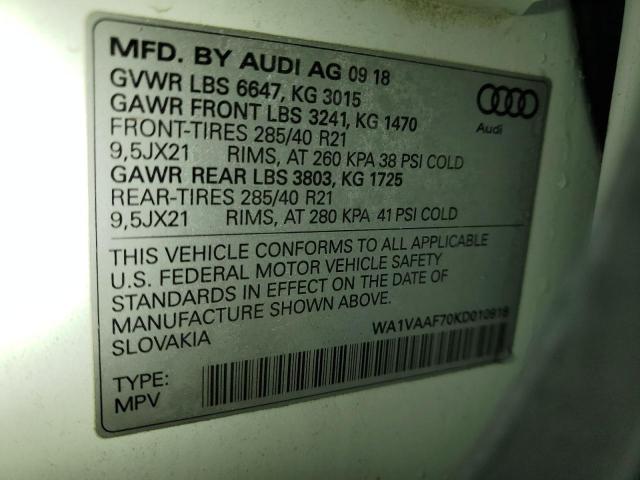 MFD. BY AUDI AG 09 18
GVWR LBS 6647, KG 3015
GAWR FRONT LBS 3241, KG 1470
FRONT-TIRES 285/40 R21
9,5JX21 RIMS, AT 260 KPA 38 PSI COLD
GAWR REAR LBS 3803, KG 1725
REAR-TIRES 285/40 R21
9,5JX21 RIMS, AT 280 KPA 41 PSI COLD
Audi
THIS VEHICLE CONFORMS TO ALL APPLICABLE
U.S. FEDERAL MOTOR VEHICLE SAFETY
STANDARDS IN EFFECT ON THE DATE OF
MANUFACTURE SHOWN ABOVE.
SLOVAKIA
WA1VAAF70KD010918
TYPE:
MPV